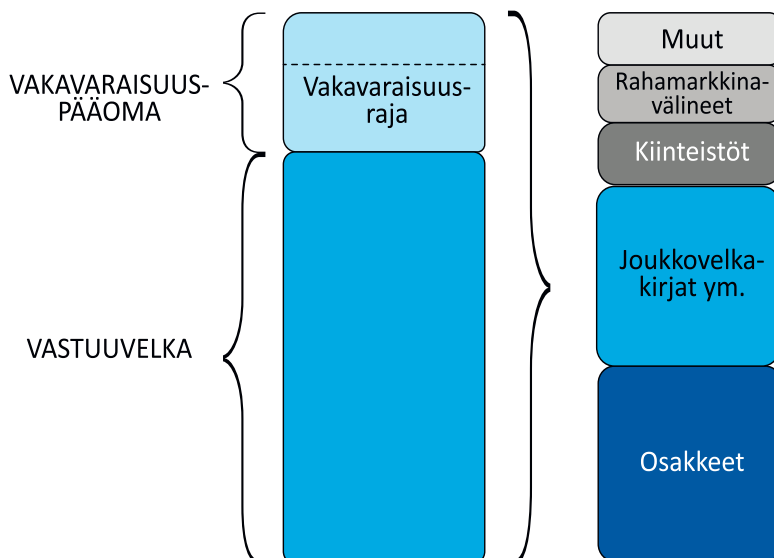 VAKAVARAISUUS-
PÄÄOMA
VASTUUVELKA
Vakavaraisuus-
raja
Muut
Rahamarkkina-
välineet
Kiinteistöt
Joukkovelka-
kirjat ym.
Osakkeet